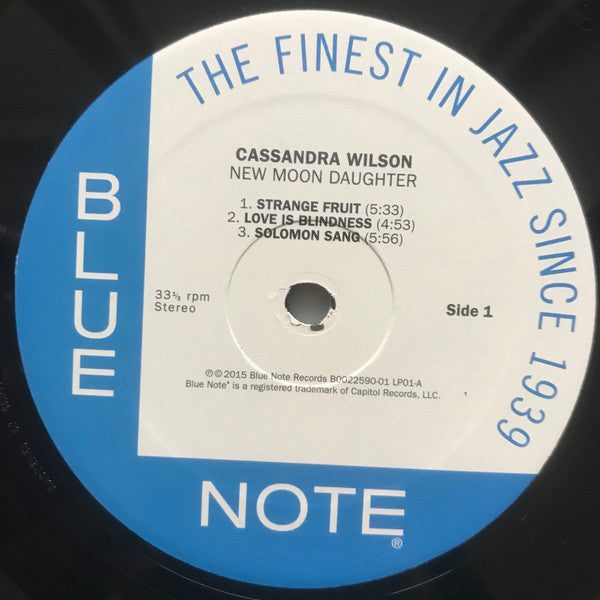 THE FINEST IN JAZZ SINCE 1939
BLUE
NOTE®
CASSANDRA WILSON
NEW MOON DAUGHTER
1. STRANGE FRUIT (5:33)
2. LOVE IS BLINDNESS (4:53)
3. SOLOMON SANG (5:56)
33⅓ rpm
Stereo
Side 1
℗ © 2015 Blue Note Records B0022590-01 LP01-A
Blue Note® is a registered trademark of Capitol Records, LLC.